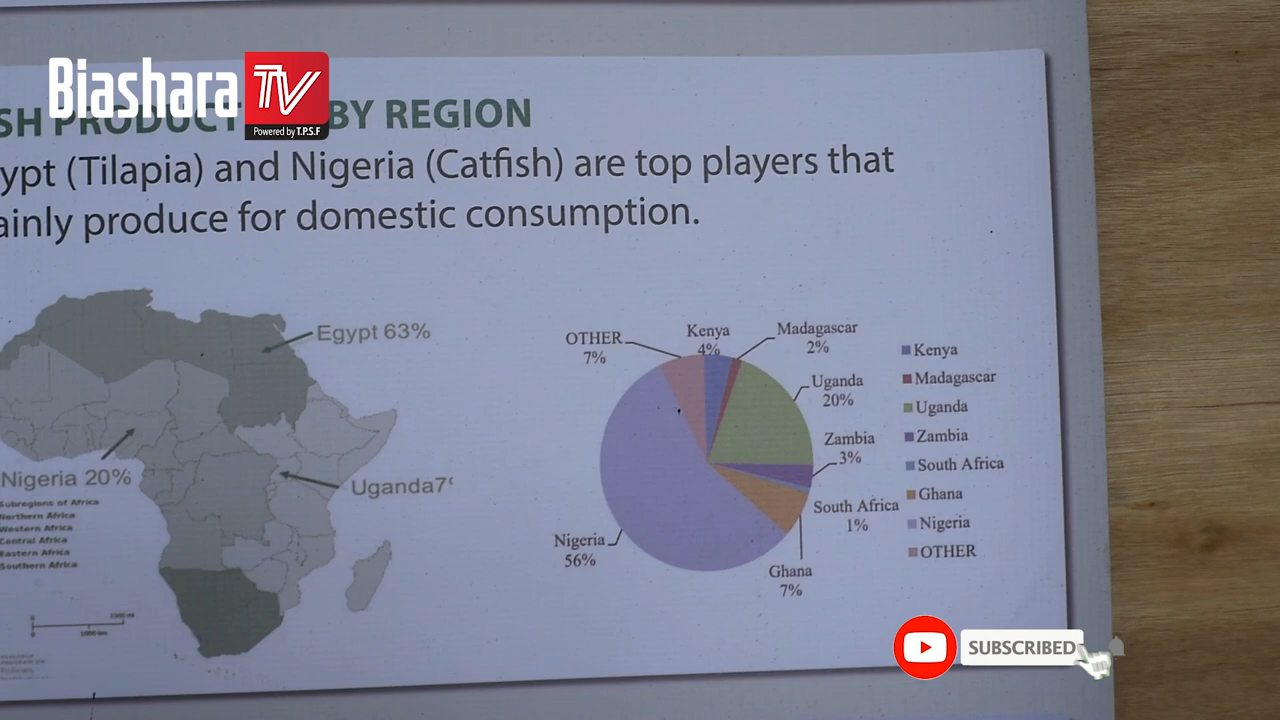 Biashara TV
Powered by T.P.S.F
SH PRODUCT BY REGION
ypt (Tilapia) and Nigeria (Catfish) are top players that
ainly produce for domestic consumption.
Egypt 63%
Nigeria 20%
Uganda7
Subregions of Africa
Northern Africa
Western Africa
Central Africa
Eastern Africa
Southern Africa
OTHER
7%
Kenya
4%
Madagascar
2%
Uganda
20%
Zambia
3%
South Africa
1%
Ghana
7%
Nigeria
56%
Kenya
Madagascar
Uganda
Zambia
South Africa
Ghana
Nigeria
OTHER
SUBSCRIBED